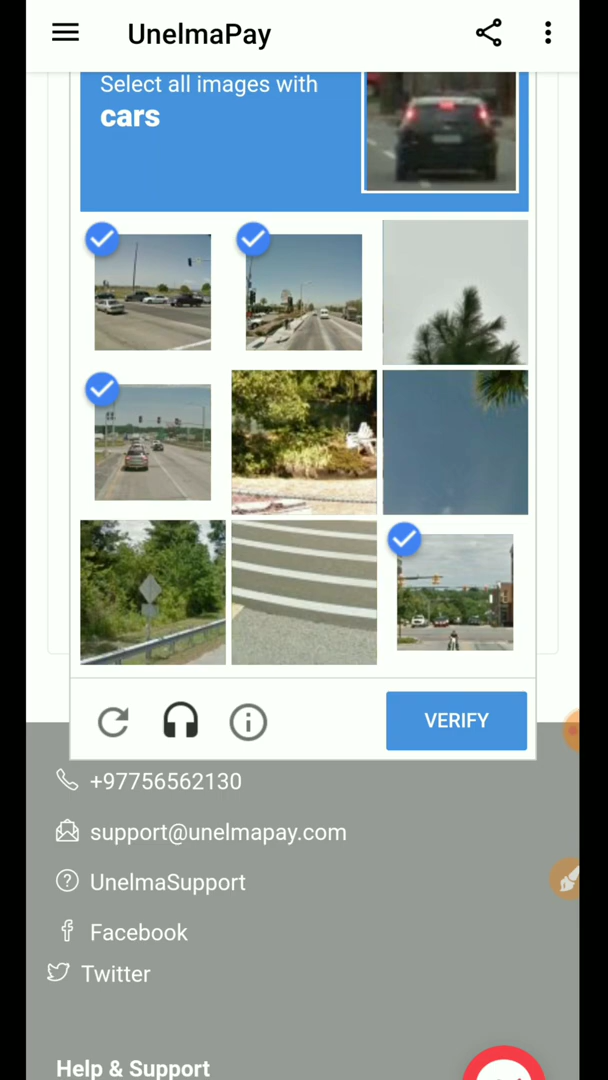 UnelmaPay
Select all images with
cars
VERIFY
+97756562130
support@unelmapay.com
UnelmaSupport
Facebook
Twitter
Help & Support